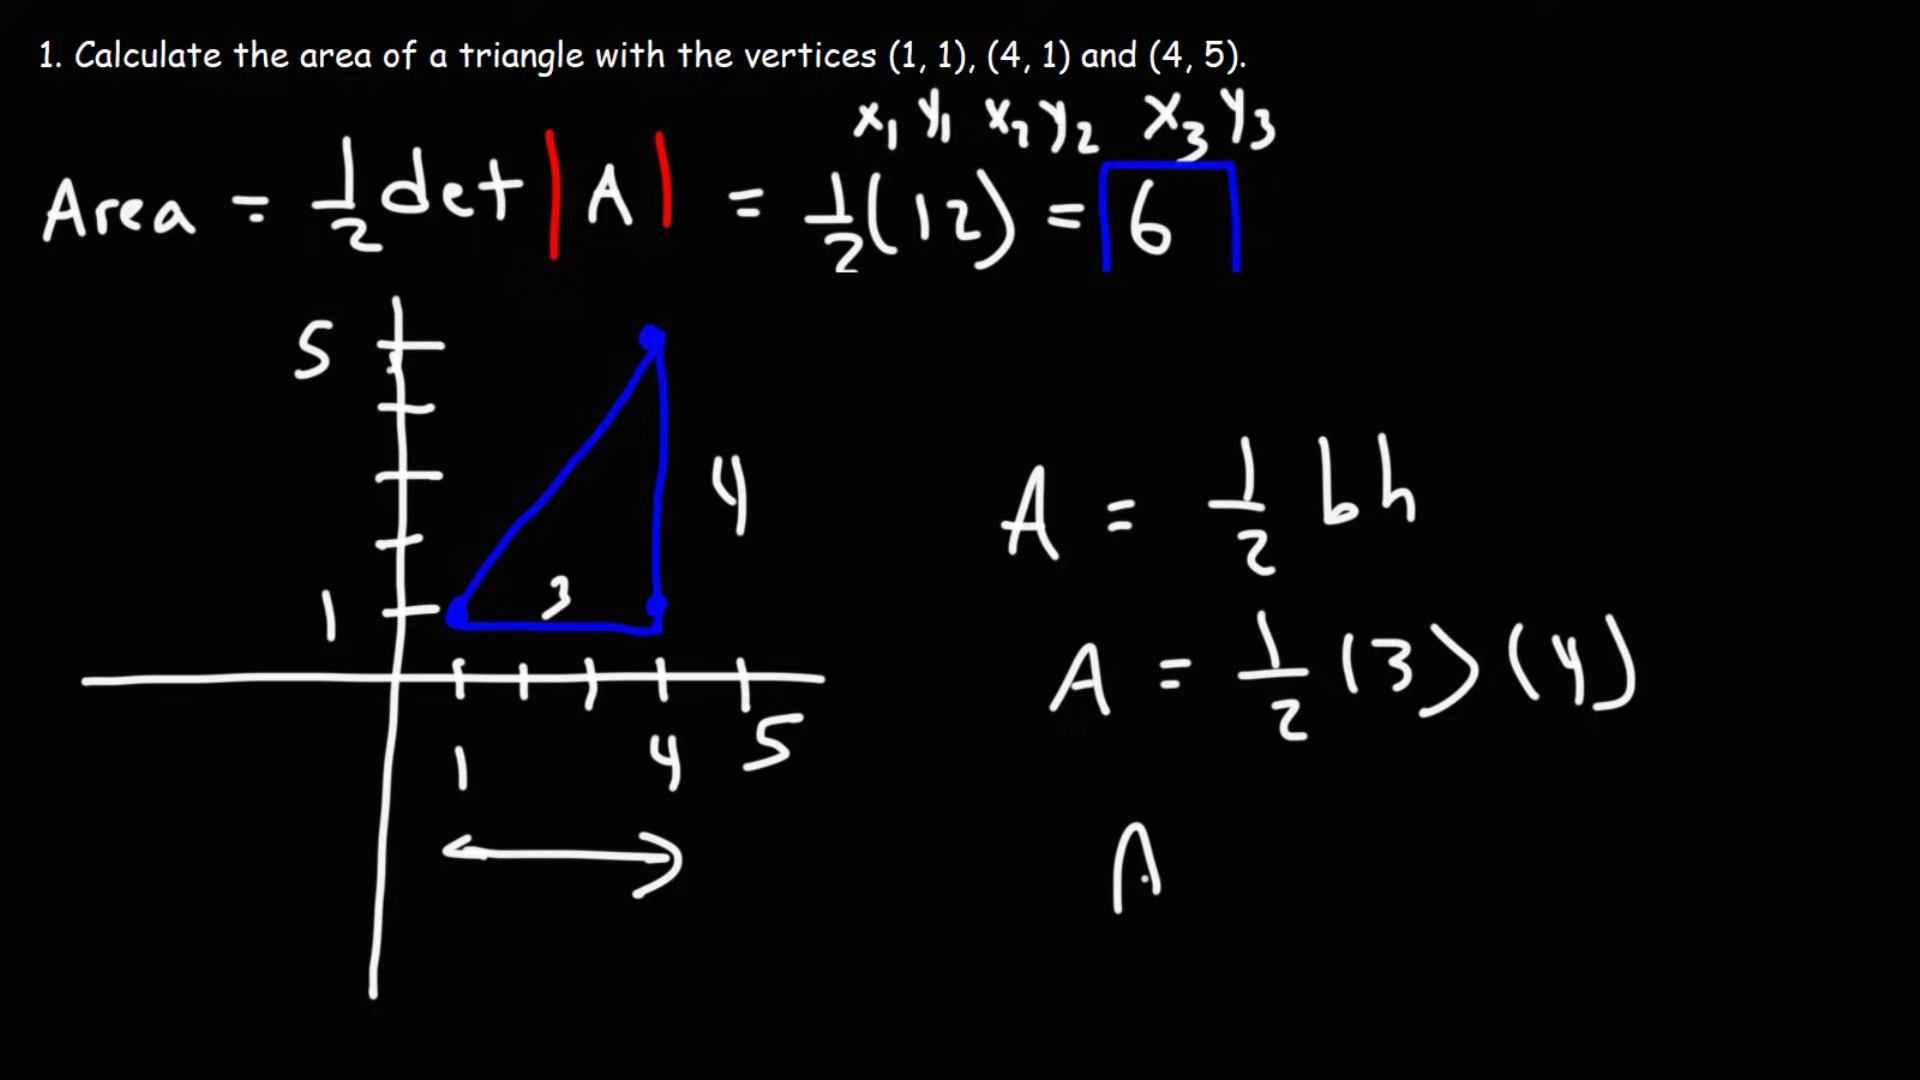 1. Calculate the area of a triangle with the vertices (1, 1), (4, 1) and (4, 5).
x₁ y₁ x₂ y₂ x₃ y₃
Area = 1/2 det |A| = 1/2 (12) = 6
5
4
A = 1/2 bh
3
1
A = 1/2 (3)(4)
1 4 5
A